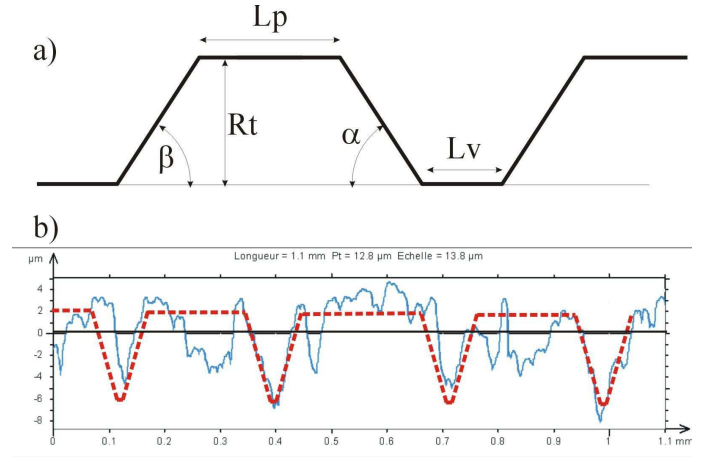 Lp
a)
Rt
α
β
Lv
b)
µm
Longueur = 1.1 mm Pt = 12.8 µm Echelle = 13.8 µm
4
2
0
-2
-4
-6
-8
0 0.1 0.2 0.3 0.4 0.5 0.6 0.7 0.8 0.9 1 1.1 mm